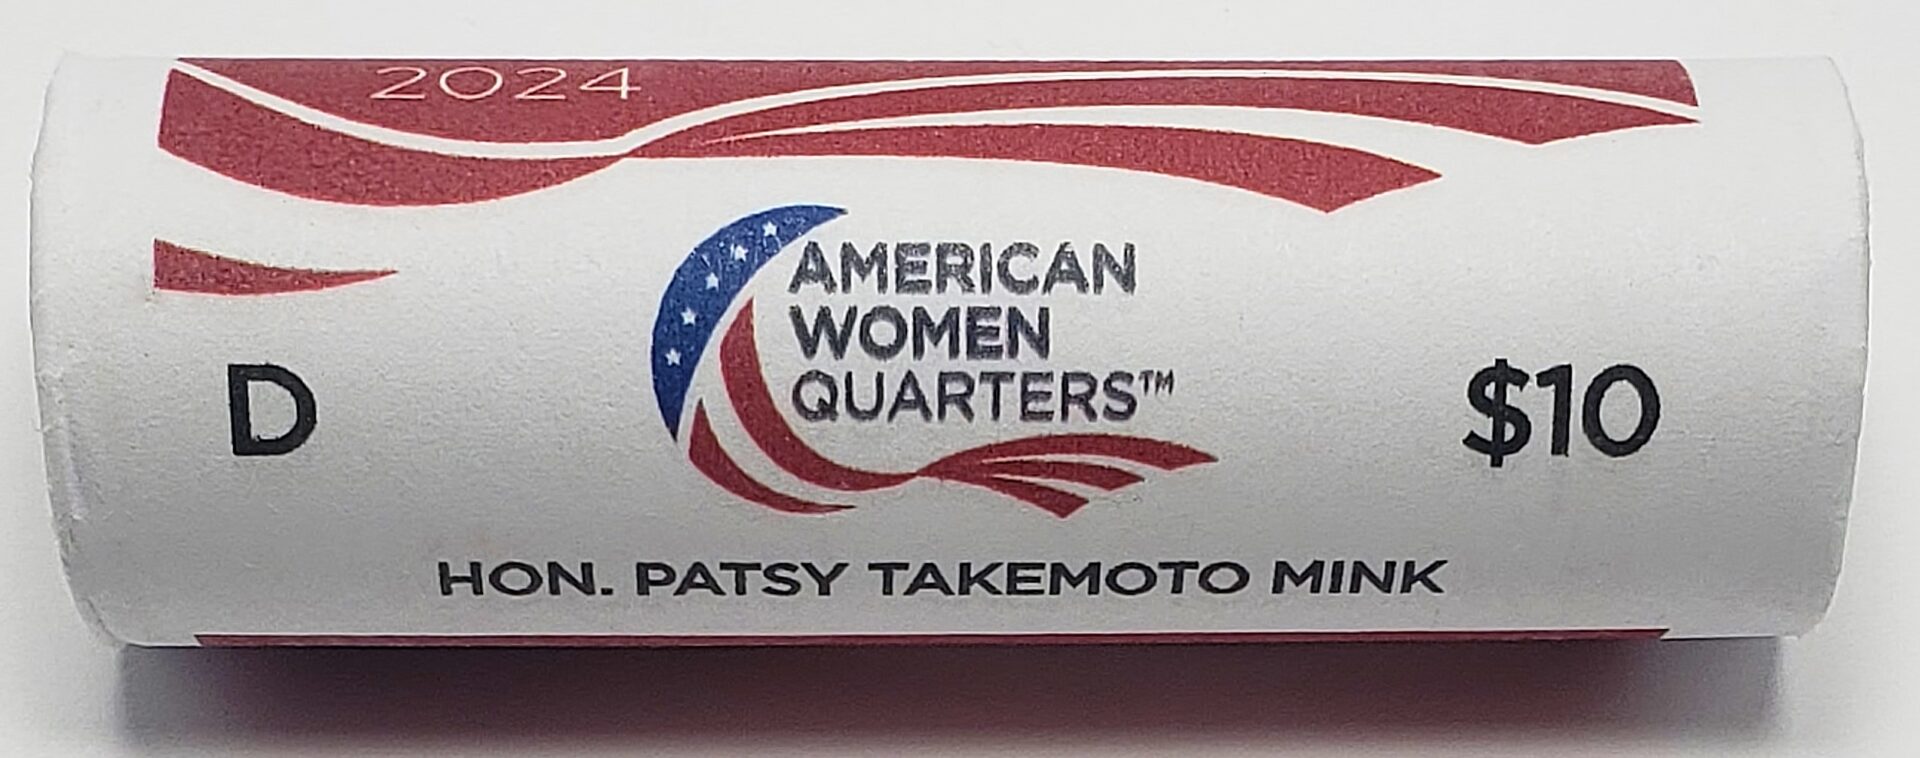 2024
AMERICAN
WOMEN
QUARTERS™
D
$10
HON. PATSY TAKEMOTO MINK